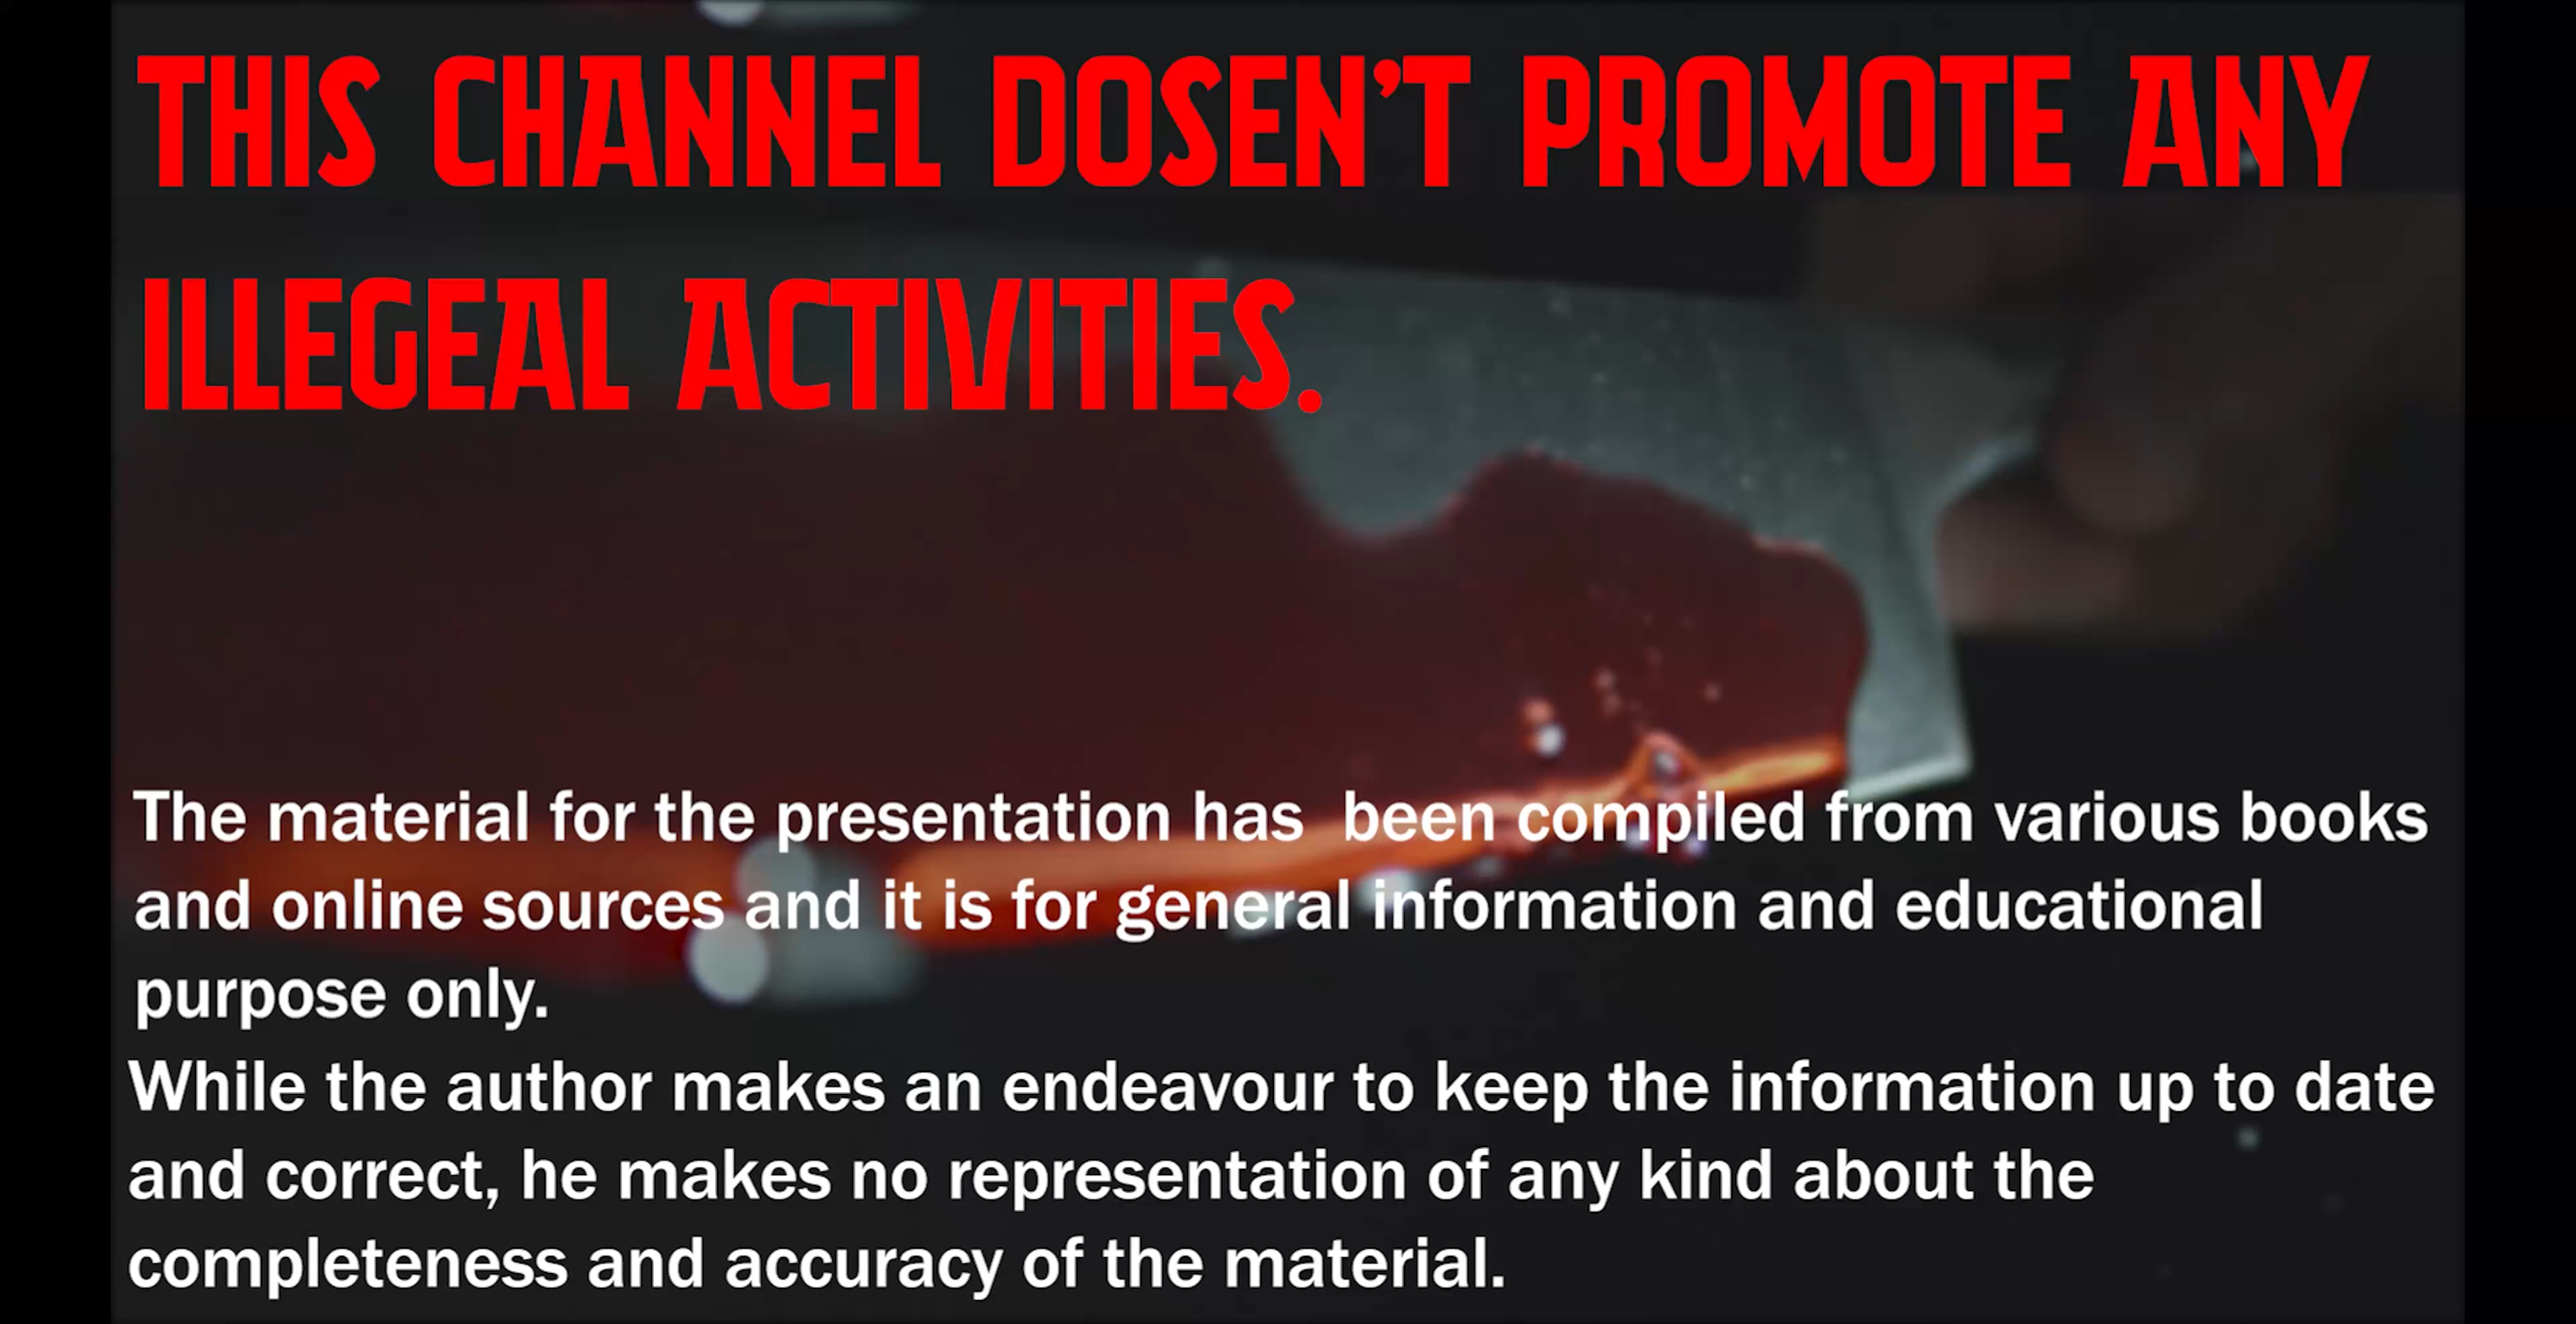 THIS CHANNEL DOSEN'T PROMOTE ANY
ILLEGEAL ACTIVITIES.
The material for the presentation has  been compiled from various books
and online sources and it is for general information and educational
purpose only.
While the author makes an endeavour to keep the information up to date
and correct, he makes no representation of any kind about the
completeness and accuracy of the material.